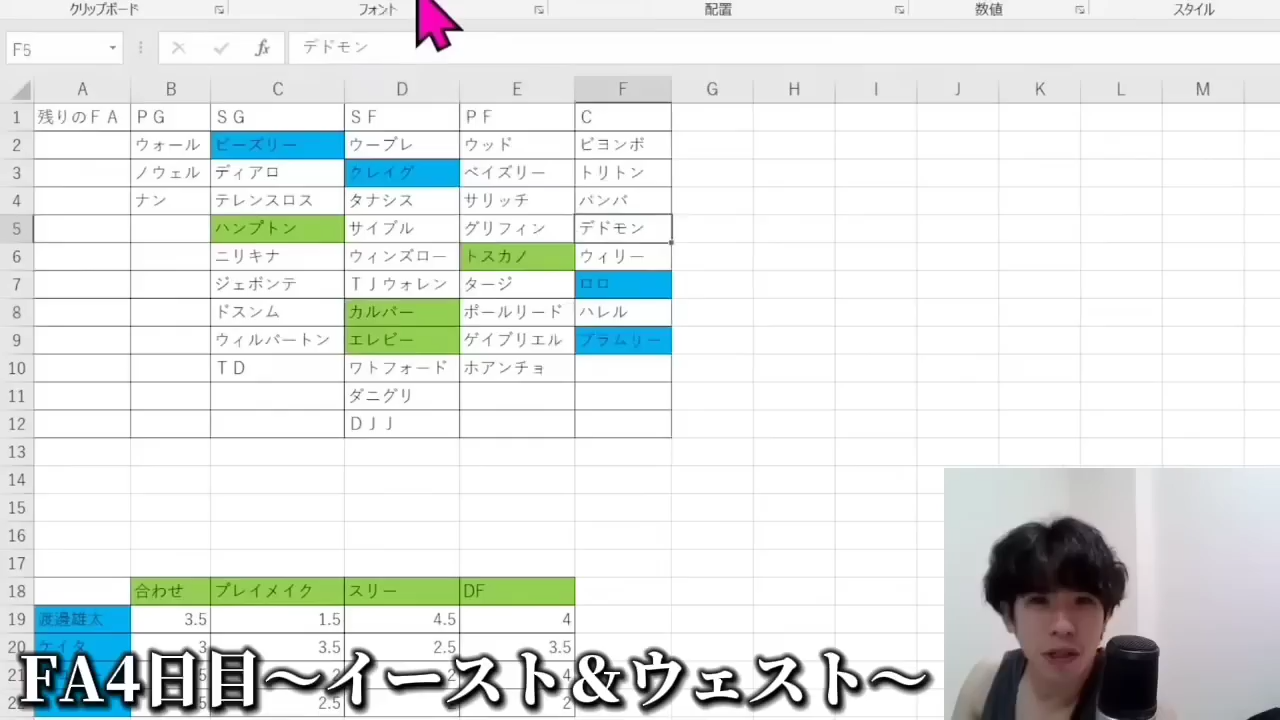 クリップボード フォント 配置 数値 スタイル
F5 fx デドモン
A B C D E F G H I J K L M
1 残りのＦＡ ＰＧ ＳＧ ＳＦ ＰＦ Ｃ
2 ウォール ビーズリー ウーブレ ウッド ビヨンボ
3 ノウェル ディアロ クレイグ ベイズリー トリトン
4 ナン テレンスロス タナシス サリッチ バンバ
5 ハンプトン サイブル グリフィン デドモン
6 ニリキナ ウィンズロー トスカノ ウィリー
7 ジェボンテ ＴＪウォレン タージ ロロ
8 ドスンム カルバー ポールリード ハレル
9 ウィルバートン エレビー ゲイブリエル ブラムリー
10 ＴＤ ワトフォード ホアンチョ
11 ダニグリ
12 ＤＪＪ
13
14
15
16
17
18 合わせ プレイメイク スリー DF
19 渡邊雄太 3.5 1.5 4.5 4
20 ケイタ 3 3.5 2.5 3.5
FA4日目～イースト&ウェスト～